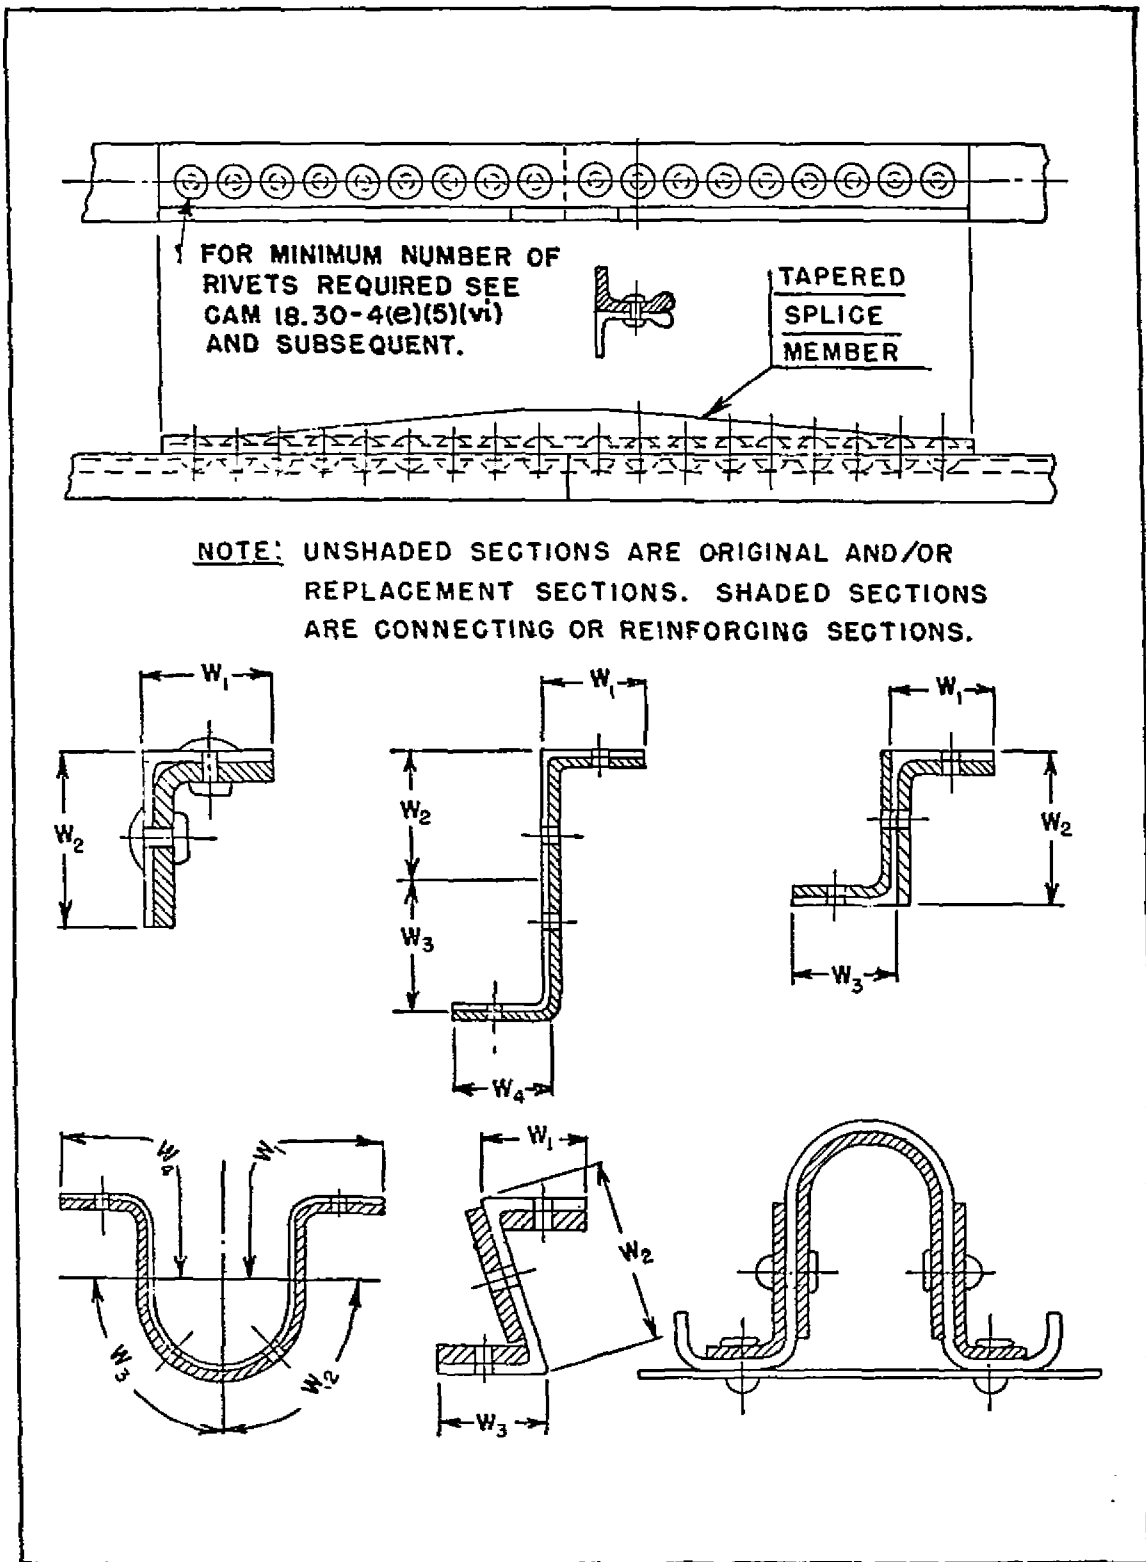 FOR MINIMUM NUMBER OF
RIVETS REQUIRED SEE
CAM 18.30-4(e)(5)(vi)
AND SUBSEQUENT.
TAPERED
SPLICE
MEMBER
NOTE: UNSHADED SECTIONS ARE ORIGINAL AND/OR
REPLACEMENT SECTIONS. SHADED SECTIONS
ARE CONNECTING OR REINFORCING SECTIONS.
W₁
W₂
W₁
W₂
W₃
W₄
W₁
W₂
W₃
W₄
W₁
W₃
W₂
W₁
W₂
W₃